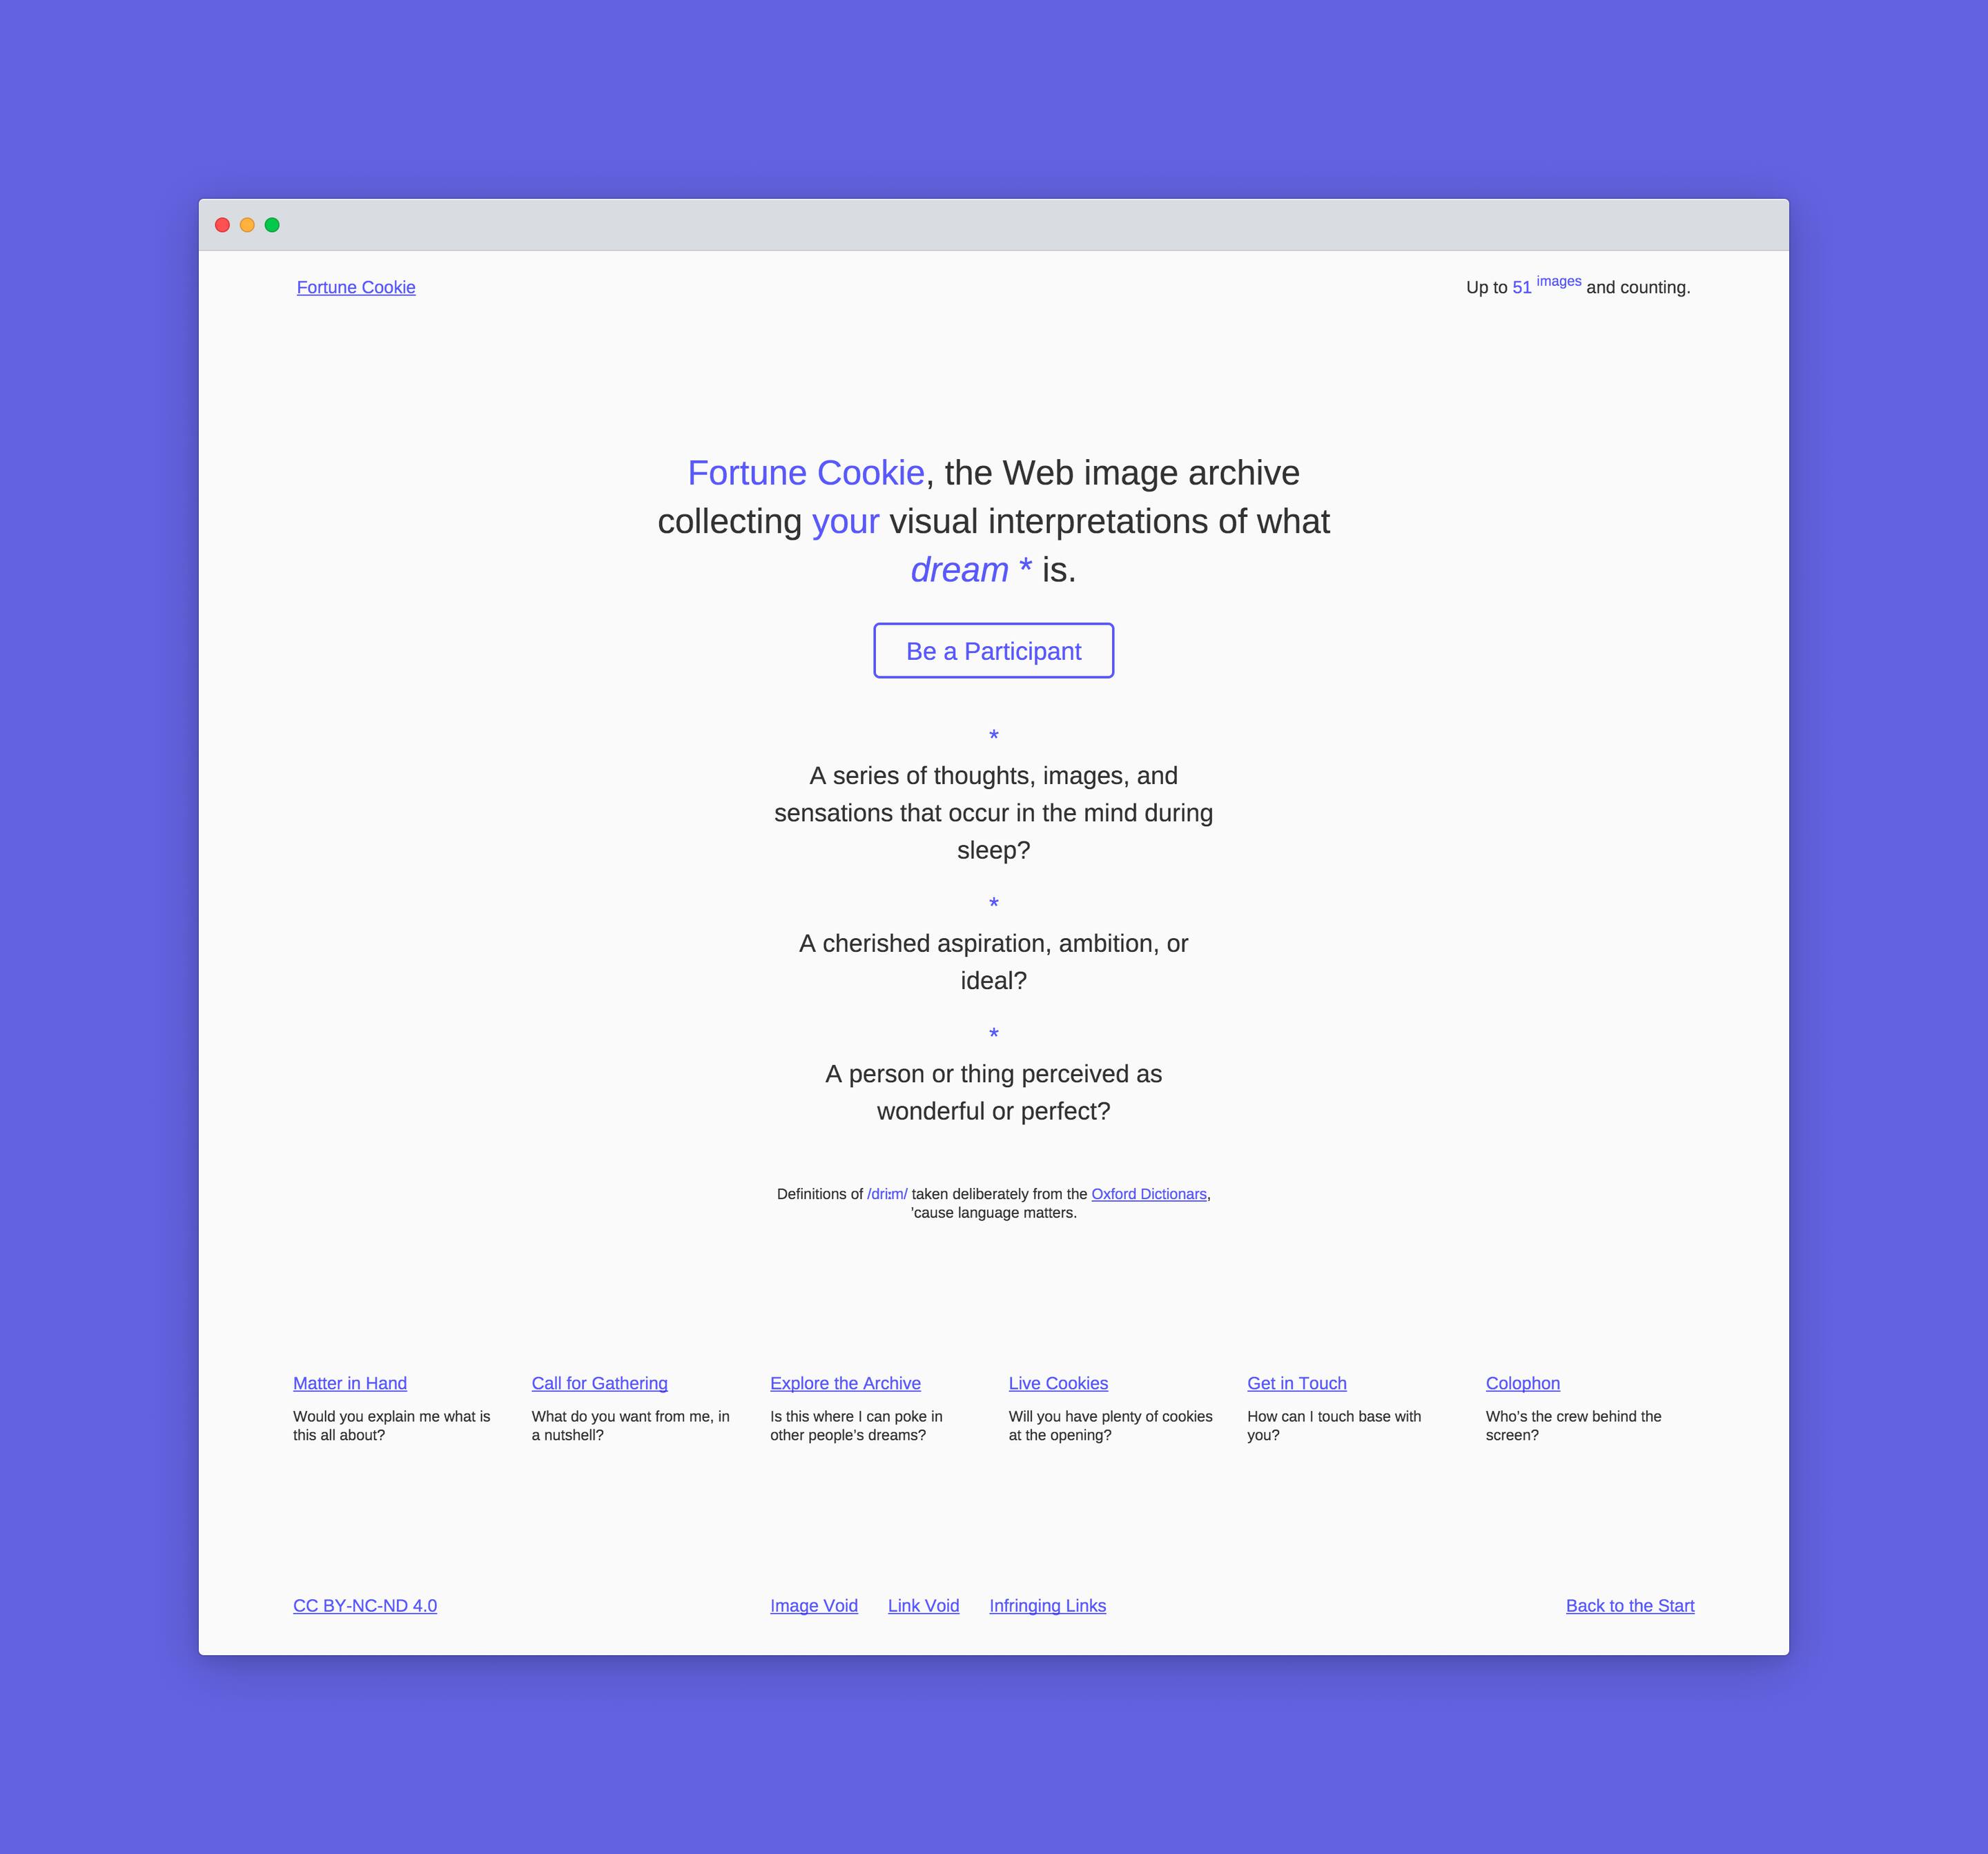 Fortune Cookie
Up to 51 images and counting.
Fortune Cookie, the Web image archive
collecting your visual interpretations of what
dream * is.
Be a Participant
*
A series of thoughts, images, and
sensations that occur in the mind during
sleep?
*
A cherished aspiration, ambition, or
ideal?
*
A person or thing perceived as
wonderful or perfect?
Definitions of /driːm/ taken deliberately from the Oxford Dictionars,
'cause language matters.
Matter in Hand
Would you explain me what is
this all about?
Call for Gathering
What do you want from me, in
a nutshell?
Explore the Archive
Is this where I can poke in
other people's dreams?
Live Cookies
Will you have plenty of cookies
at the opening?
Get in Touch
How can I touch base with
you?
Colophon
Who's the crew behind the
screen?
CC BY-NC-ND 4.0
Image Void
Link Void
Infringing Links
Back to the Start